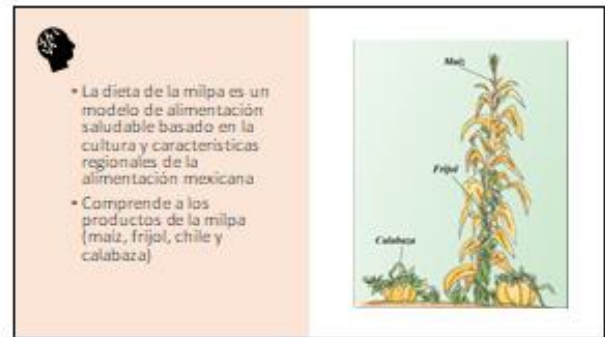 ▪ La dieta de la milpa es un
modelo de alimentación
saludable basado en la
cultura y características
regionales de la
alimentación mexicana
▪ Comprende a los
productos de la milpa
(maíz, frijol, chile y
calabaza)
Maíz
Frijol
Calabaza